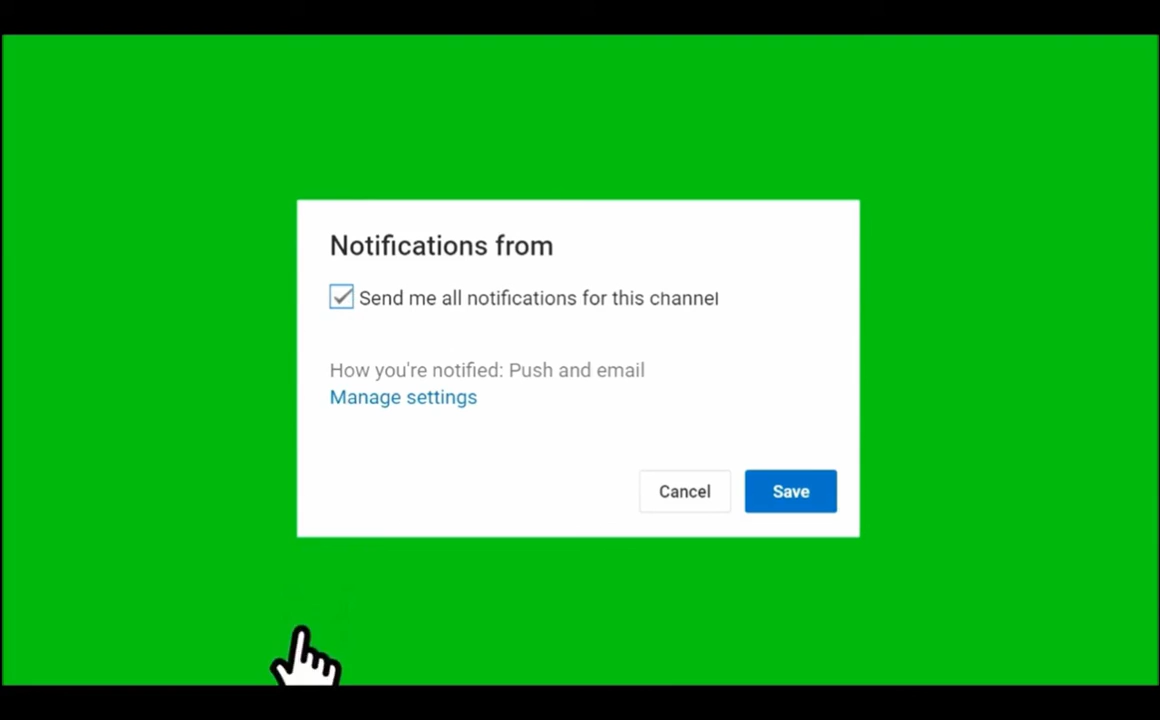 Notifications from
Send me all notifications for this channel
How you're notified: Push and email
Manage settings
Cancel
Save